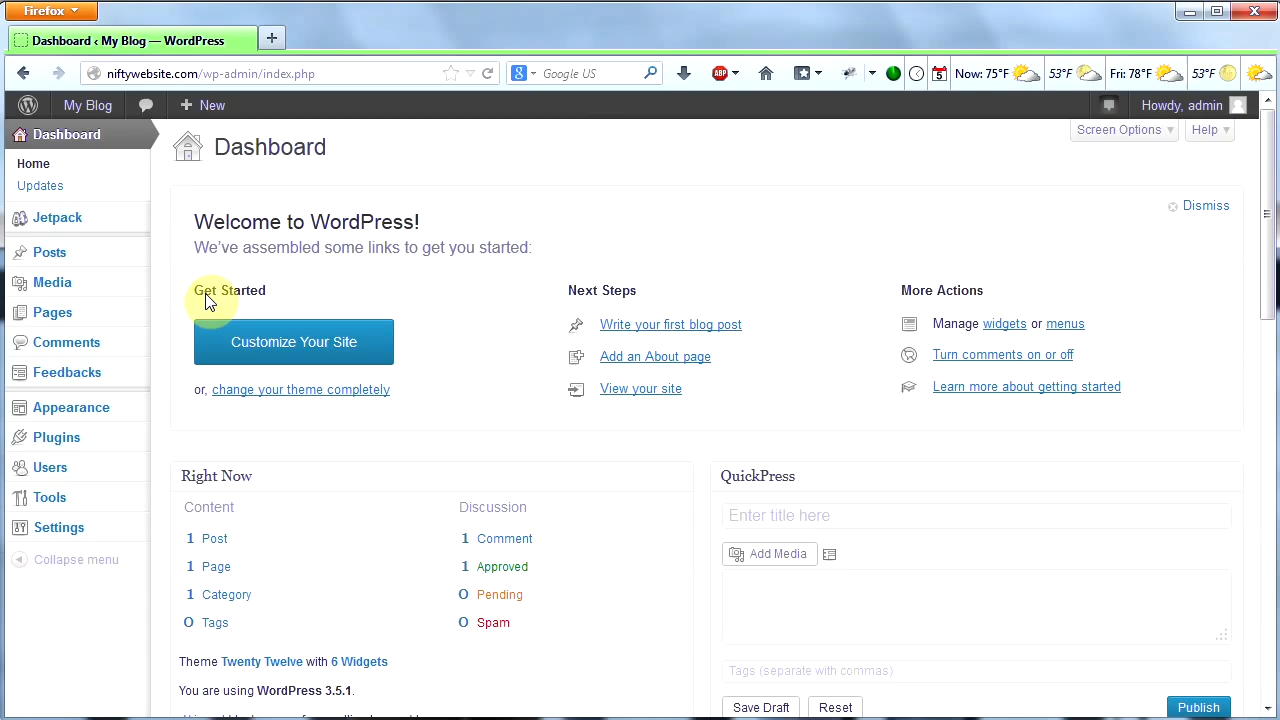 Firefox
Dashboard ‹ My Blog — WordPress
niftywebsite.com/wp-admin/index.php
Google US
ABP
5
Now: 75°F
53°F
Fri: 78°F
53°F
My Blog
New
Howdy, admin
Dashboard
Home
Updates
Jetpack
Posts
Media
Pages
Comments
Feedbacks
Appearance
Plugins
Users
Tools
Settings
Collapse menu
Dashboard
Screen Options
Help
Welcome to WordPress!
We've assembled some links to get you started:
Dismiss
Get Started
Customize Your Site
or, change your theme completely
Next Steps
Write your first blog post
Add an About page
View your site
More Actions
Manage widgets or menus
Turn comments on or off
Learn more about getting started
Right Now
Content
1 Post
1 Page
1 Category
0 Tags
Discussion
1 Comment
1 Approved
0 Pending
0 Spam
Theme Twenty Twelve with 6 Widgets
You are using WordPress 3.5.1.
QuickPress
Enter title here
Add Media
Tags (separate with commas)
Save Draft
Reset
Publish